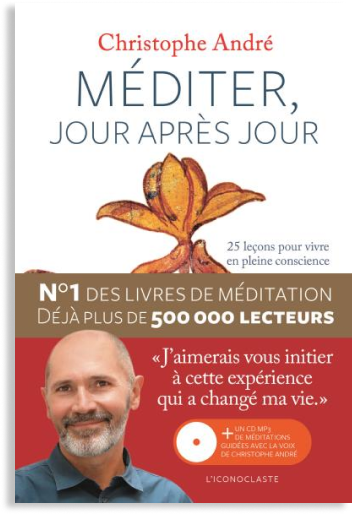 Christophe André
MÉDITER,
JOUR APRÈS JOUR
25 leçons pour vivre
en pleine conscience
N°1 DES LIVRES DE MÉDITATION
DÉJÀ PLUS DE 500 000 LECTEURS
«J'aimerais vous initier
à cette expérience
qui a changé ma vie.»
+ UN CD MP3
DE MÉDITATIONS
GUIDÉES AVEC LA VOIX
DE CHRISTOPHE ANDRÉ
L'ICONOCLASTE